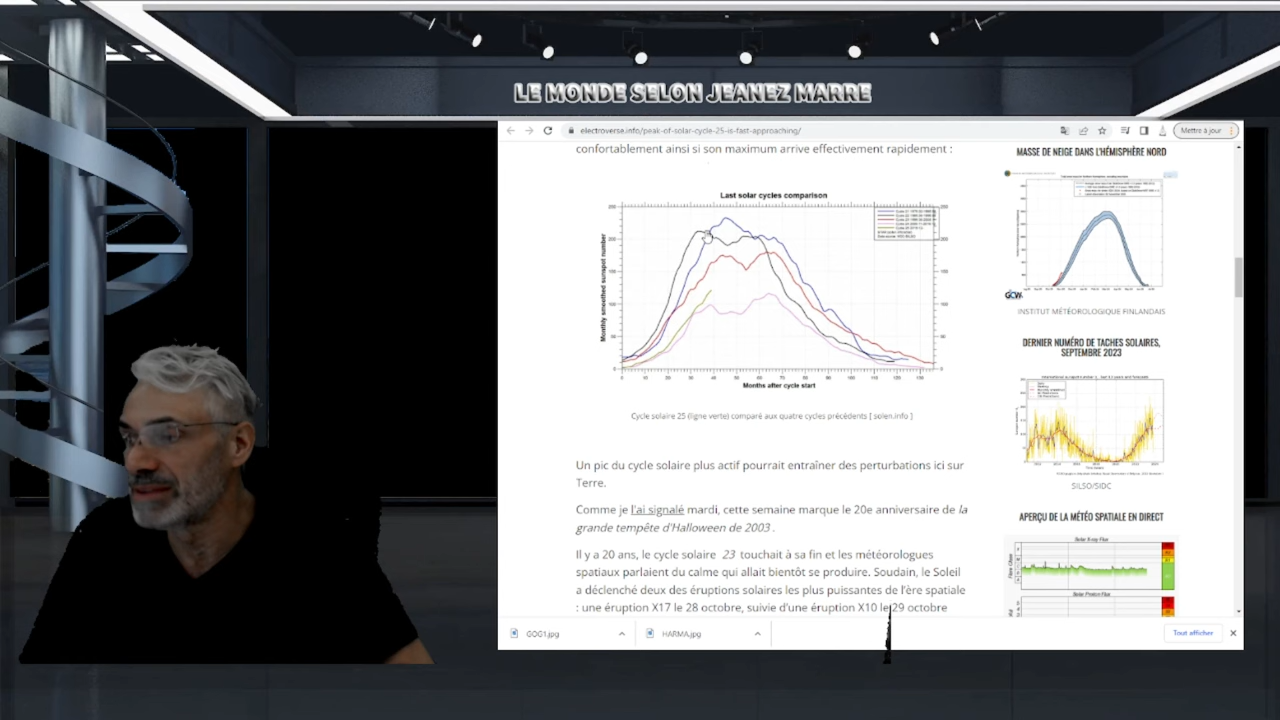 LE MONDE SELON JEANEZ MARRE
electroverse.info/peak-of-solar-cycle-25-is-fast-approaching/
Mettre à jour
confortablement ainsi si son maximum arrive effectivement rapidement :
Last solar cycles comparison
Monthly smoothed sunspot number
Months after cycle start
Cycle solaire 25 (ligne verte) comparé aux quatre cycles précédents [ solen.info ]
Un pic du cycle solaire plus actif pourrait entraîner des perturbations ici sur
Terre.
Comme je l'ai signalé mardi, cette semaine marque le 20e anniversaire de la
grande tempête d'Halloween de 2003 .
Il y a 20 ans, le cycle solaire 23 touchait à sa fin et les météorologues
spatiaux parlaient du calme qui allait bientôt se produire. Soudain, le Soleil
a déclenché deux des éruptions solaires les plus puissantes de l'ère spatiale
: une éruption X17 le 28 octobre, suivie d'une éruption X10 le 29 octobre
MASSE DE NEIGE DANS L'HÉMISPHÈRE NORD
GCW
INSTITUT MÉTÉOROLOGIQUE FINLANDAIS
DERNIER NUMÉRO DE TACHES SOLAIRES,
SEPTEMBRE 2023
SILSO/SIDC
APERÇU DE LA MÉTÉO SPATIALE EN DIRECT
Solar X-ray Flux
Solar Proton Flux
GOG1.jpg
HARMA.jpg
Tout afficher